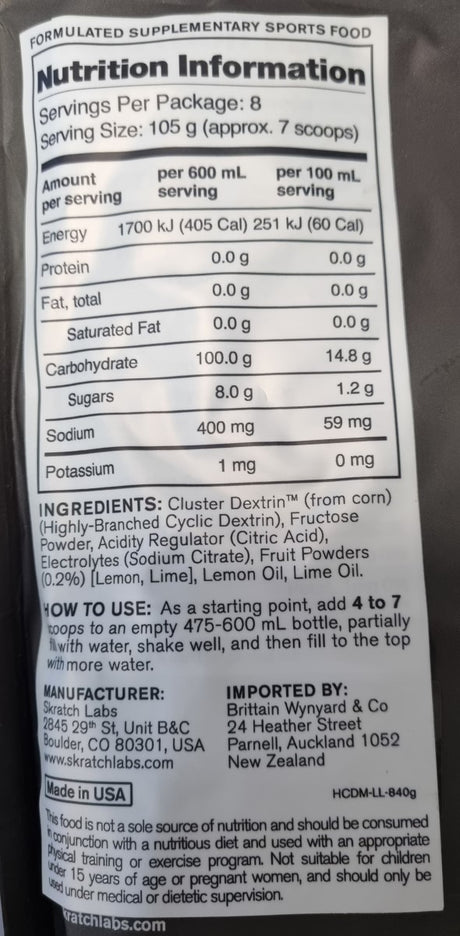 FORMULATED SUPPLEMENTARY SPORTS FOOD
Nutrition Information
Servings Per Package: 8
Serving Size: 105 g (approx. 7 scoops)
Amount per serving per 600 mL serving per 100 mL serving
Energy 1700 kJ (405 Cal) 251 kJ (60 Cal)
Protein 0.0 g 0.0 g
Fat, total 0.0 g 0.0 g
Saturated Fat 0.0 g 0.0 g
Carbohydrate 100.0 g 14.8 g
Sugars 8.0 g 1.2 g
Sodium 400 mg 59 mg
Potassium 1 mg 0 mg
INGREDIENTS: Cluster Dextrin™ (from corn)
(Highly-Branched Cyclic Dextrin), Fructose
Powder, Acidity Regulator (Citric Acid),
Electrolytes (Sodium Citrate), Fruit Powders
(0.2%) [Lemon, Lime], Lemon Oil, Lime Oil.
HOW TO USE: As a starting point, add 4 to 7
scoops to an empty 475-600 mL bottle, partially
fill with water, shake well, and then fill to the top
with more water.
MANUFACTURER:
Skratch Labs
2845 29th St, Unit B&C
Boulder, CO 80301, USA
www.skratchlabs.com
IMPORTED BY:
Brittain Wynyard & Co
24 Heather Street
Parnell, Auckland 1052
New Zealand
Made in USA
HCDM-LL-840g
This food is not a sole source of nutrition and should be consumed
in conjunction with a nutritious diet and used with an appropriate
physical training or exercise program. Not suitable for children
under 15 years of age or pregnant women, and should only be
used under medical or dietetic supervision.
kratchlabs.com